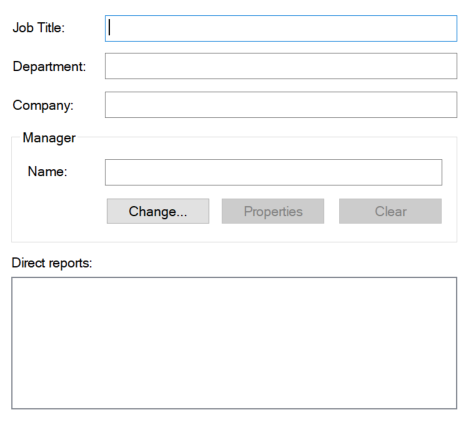 Job Title:
Department:
Company:
Manager
Name:
Change... Properties Clear
Direct reports: